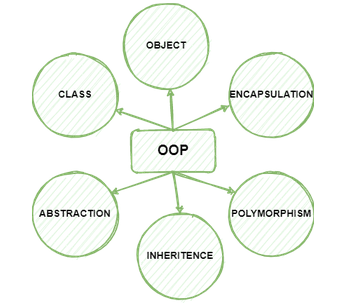 OBJECT
CLASS
ENCAPSULATION
OOP
ABSTRACTION
POLYMORPHISM
INHERITENCE